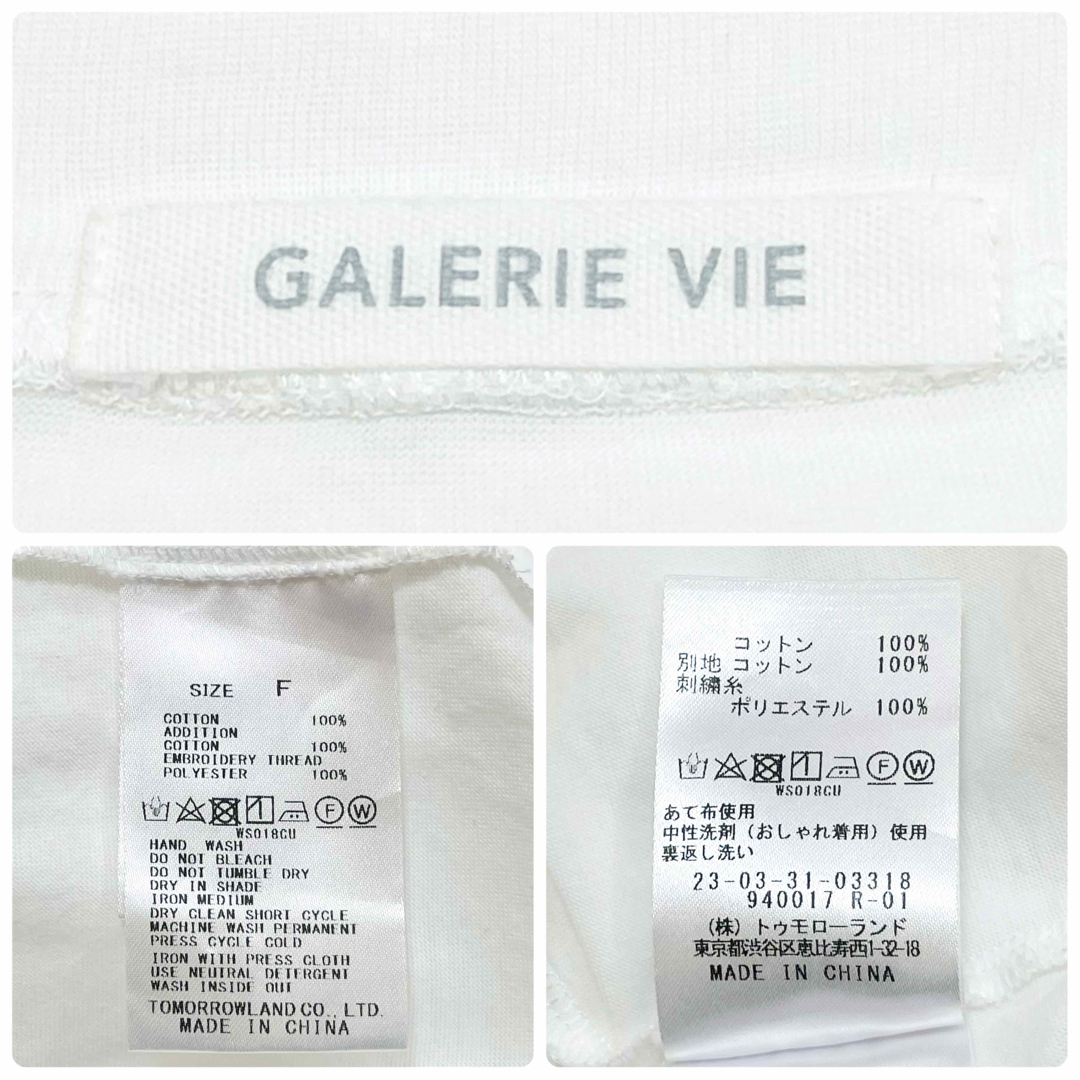 GALERIE VIE
SIZE F
COTTON 100%
ADDITION
COTTON 100%
EMBROIDERY THREAD
POLYESTER 100%
F W
WS018GU
HAND WASH
DO NOT BLEACH
DO NOT TUMBLE DRY
DRY IN SHADE
IRON MEDIUM
DRY CLEAN SHORT CYCLE
MACHINE WASH PERMANENT
PRESS CYCLE COLD
IRON WITH PRESS CLOTH
USE NEUTRAL DETERGENT
WASH INSIDE OUT
TOMORROWLAND CO., LTD.
MADE IN CHINA
コットン 100%
別地 コットン 100%
刺繍糸
ポリエステル 100%
F W
WS018GU
あて布使用
中性洗剤(おしゃれ着用)使用
裏返し洗い
23-03-31-03318
940017 R-01
(株)トゥモローランド
東京都渋谷区恵比寿西1-32-18
MADE IN CHINA